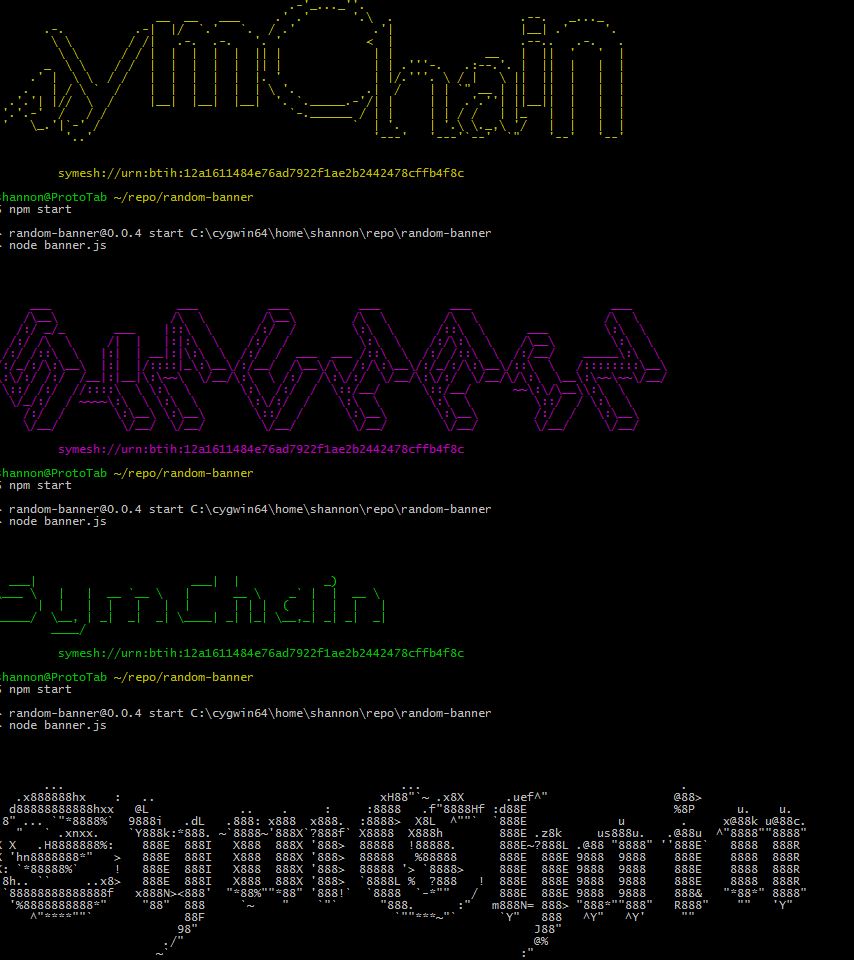 SymChain
symesh://urn:btih:12a1611484e76ad7922f1ae2b2442478cffb4f8c
shannon@ProtoTab ~/repo/random-banner
$ npm start
> random-banner@0.0.4 start C:\cygwin64\home\shannon\repo\random-banner
> node banner.js
SymChain
symesh://urn:btih:12a1611484e76ad7922f1ae2b2442478cffb4f8c
shannon@ProtoTab ~/repo/random-banner
$ npm start
> random-banner@0.0.4 start C:\cygwin64\home\shannon\repo\random-banner
> node banner.js
SymChain
symesh://urn:btih:12a1611484e76ad7922f1ae2b2442478cffb4f8c
shannon@ProtoTab ~/repo/random-banner
$ npm start
> random-banner@0.0.4 start C:\cygwin64\home\shannon\repo\random-banner
> node banner.js
SymChain